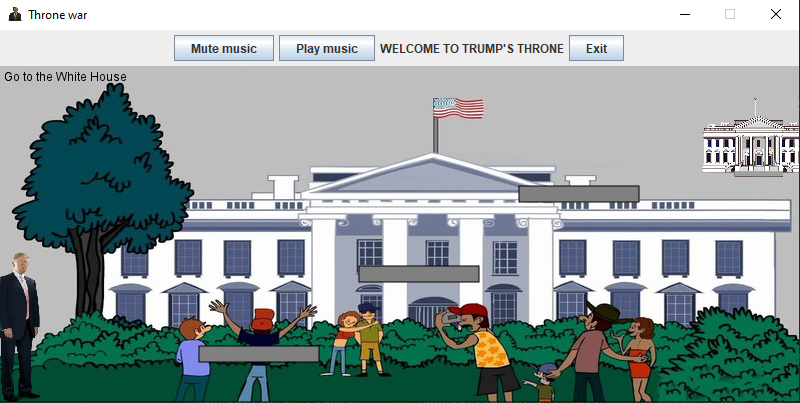 Throne war
Mute music Play music WELCOME TO TRUMP'S THRONE Exit
Go to the White House